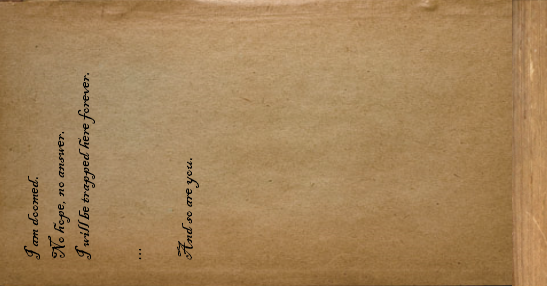 I am doomed.
No hope, no answer.
I will be trapped here forever.
...
And so are you.